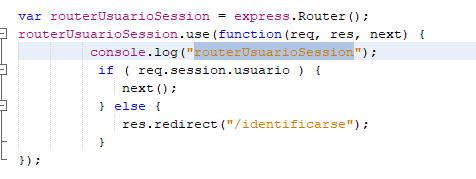 var routerUsuarioSession = express.Router();
routerUsuarioSession.use(function(req, res, next) {
console.log("routerUsuarioSession");
if ( req.session.usuario ) {
next();
} else {
res.redirect("/identificarse");
}
});